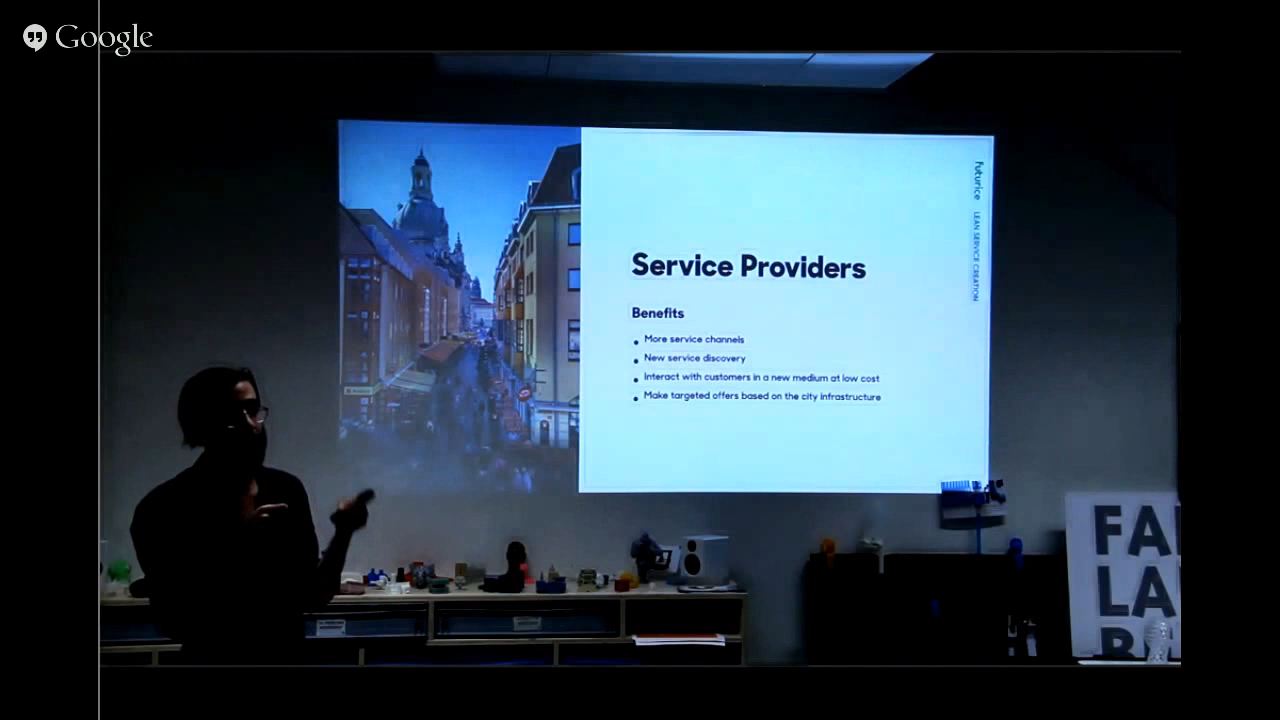 Google
futurice LEAN SERVICE CREATION
Service Providers
Benefits
More service channels
New service discovery
Interact with customers in a new medium at low cost
Make targeted offers based on the city infrastructure
FA
LA